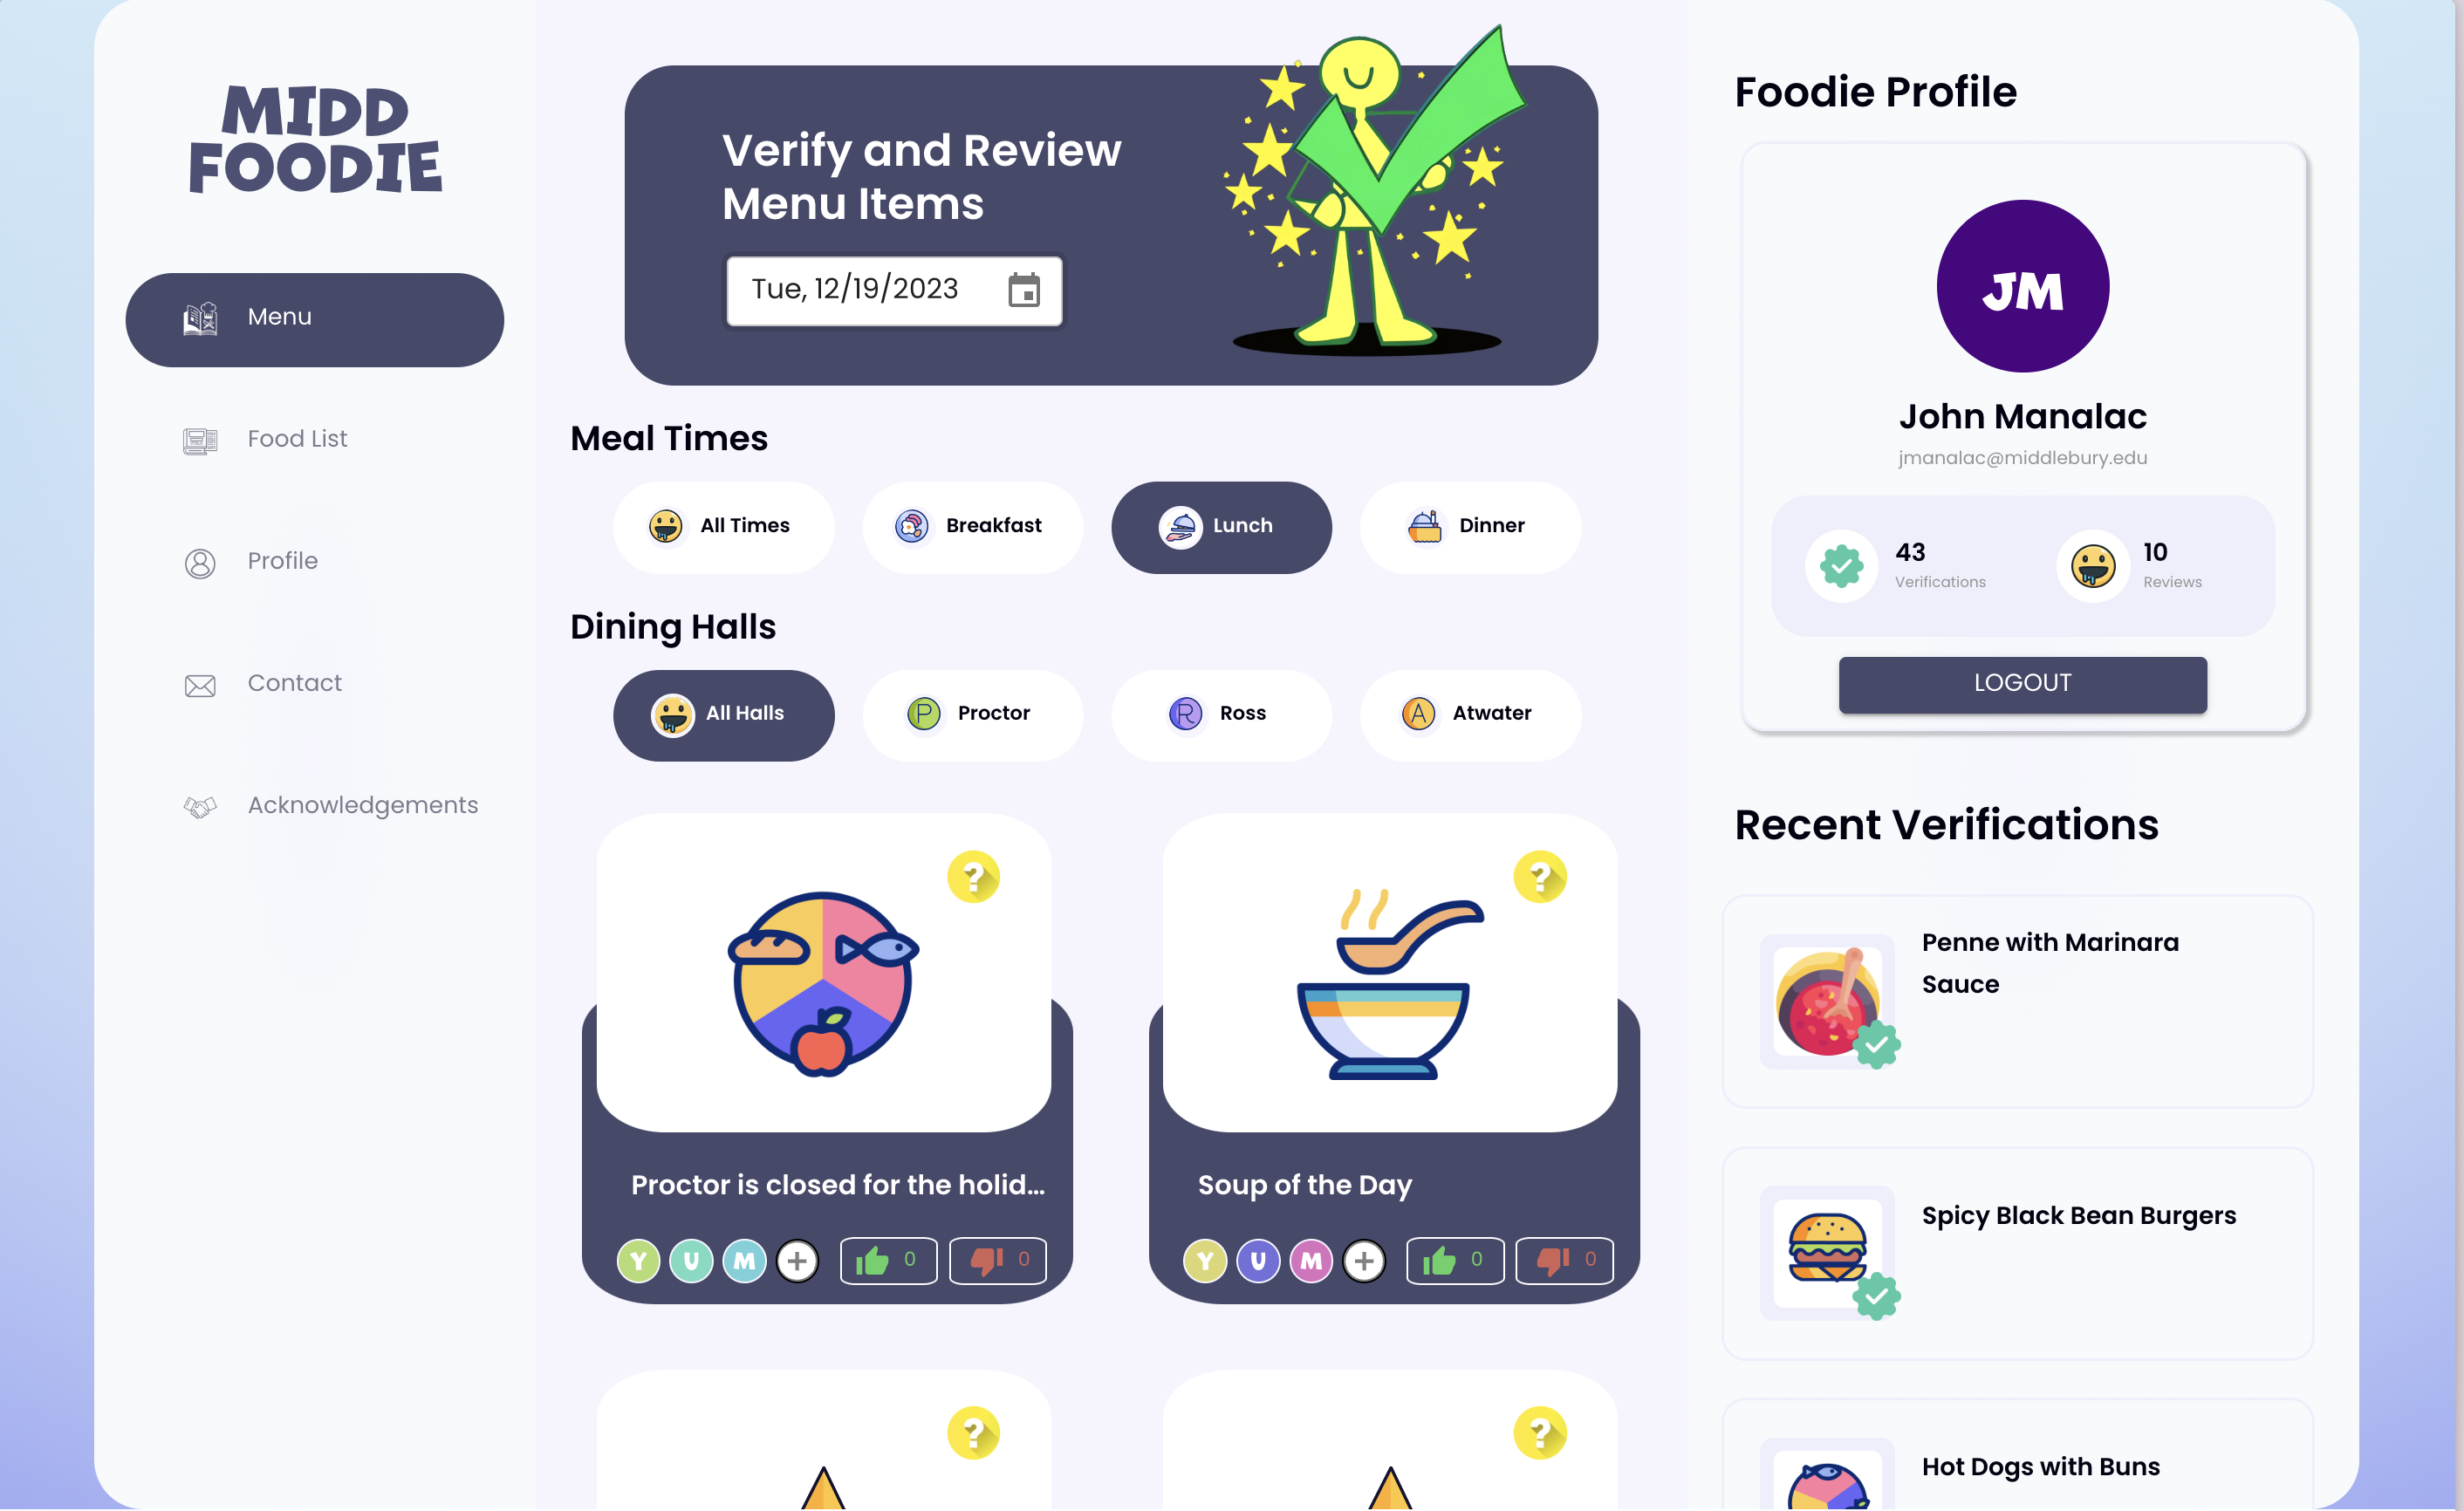 MIDD
FOODIE
Menu
Food List
Profile
Contact
Acknowledgements
Verify and Review
Menu Items
Tue, 12/19/2023
Meal Times
All Times
Breakfast
Lunch
Dinner
Dining Halls
All Halls
P
Proctor
R
Ross
A
Atwater
?
?
Proctor is closed for the holid...
Y U M + 0 0
Soup of the Day
Y U M + 0 0
?
?
Foodie Profile
JM
John Manalac
jmanalac@middlebury.edu
43
Verifications
10
Reviews
LOGOUT
Recent Verifications
Penne with Marinara
Sauce
Spicy Black Bean Burgers
Hot Dogs with Buns